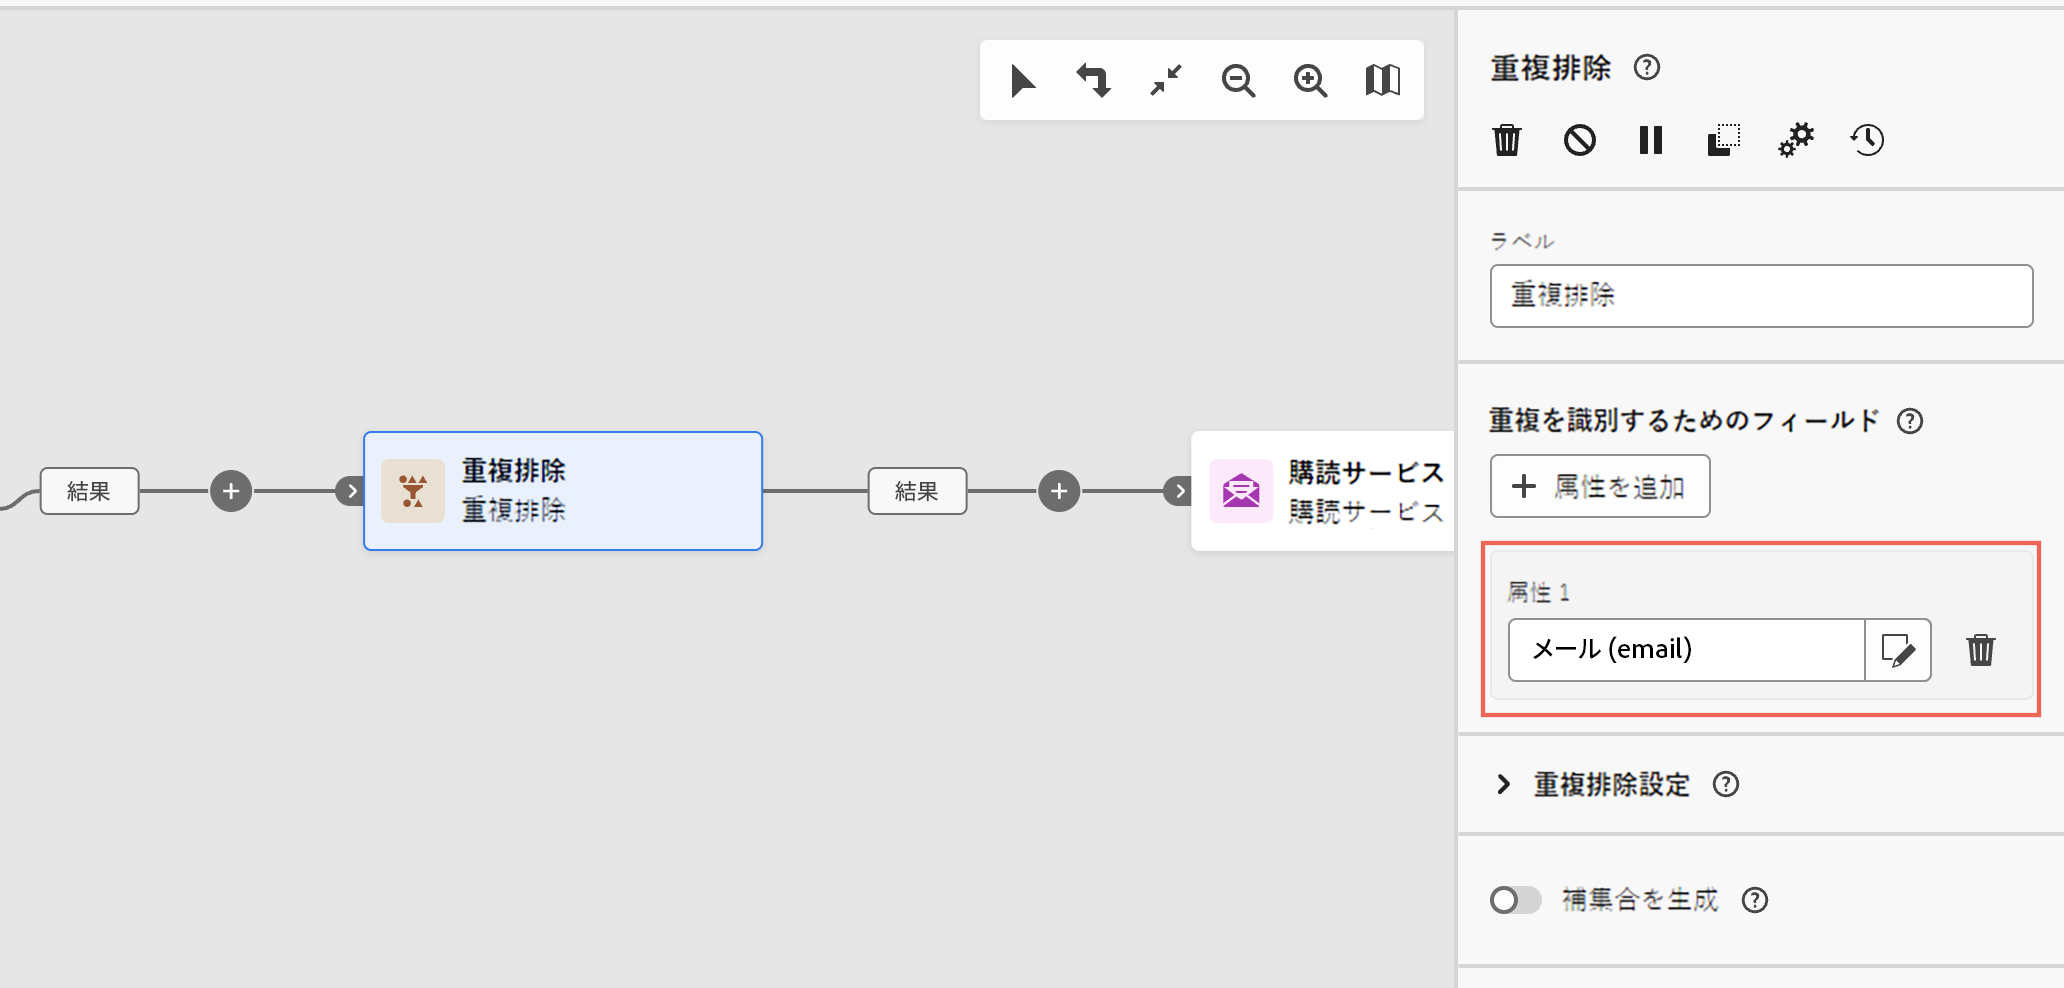 重複排除
ラベル
重複排除
重複を識別するためのフィールド
属性を追加
属性 1
メール (email)
重複排除設定
補集合を生成
結果
重複排除
重複排除
結果
購読サービス
購読サービス